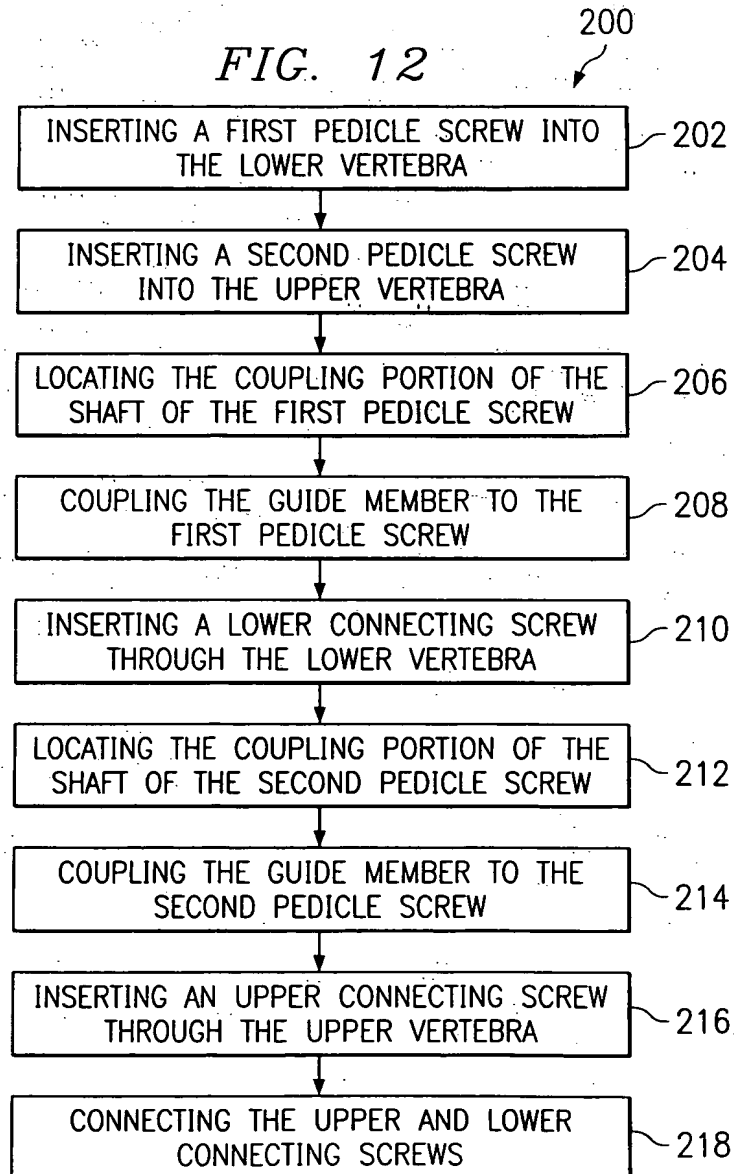 200
FIG. 12
INSERTING A FIRST PEDICLE SCREW INTO
THE LOWER VERTEBRA
202
INSERTING A SECOND PEDICLE SCREW
INTO THE UPPER VERTEBRA
204
LOCATING THE COUPLING PORTION OF THE
SHAFT OF THE FIRST PEDICLE SCREW
206
COUPLING THE GUIDE MEMBER TO THE
FIRST PEDICLE SCREW
208
INSERTING A LOWER CONNECTING SCREW
THROUGH THE LOWER VERTEBRA
210
LOCATING THE COUPLING PORTION OF THE
SHAFT OF THE SECOND PEDICLE SCREW
212
COUPLING THE GUIDE MEMBER TO THE
SECOND PEDICLE SCREW
214
INSERTING AN UPPER CONNECTING SCREW
THROUGH THE UPPER VERTEBRA
216
CONNECTING THE UPPER AND LOWER
CONNECTING SCREWS
218